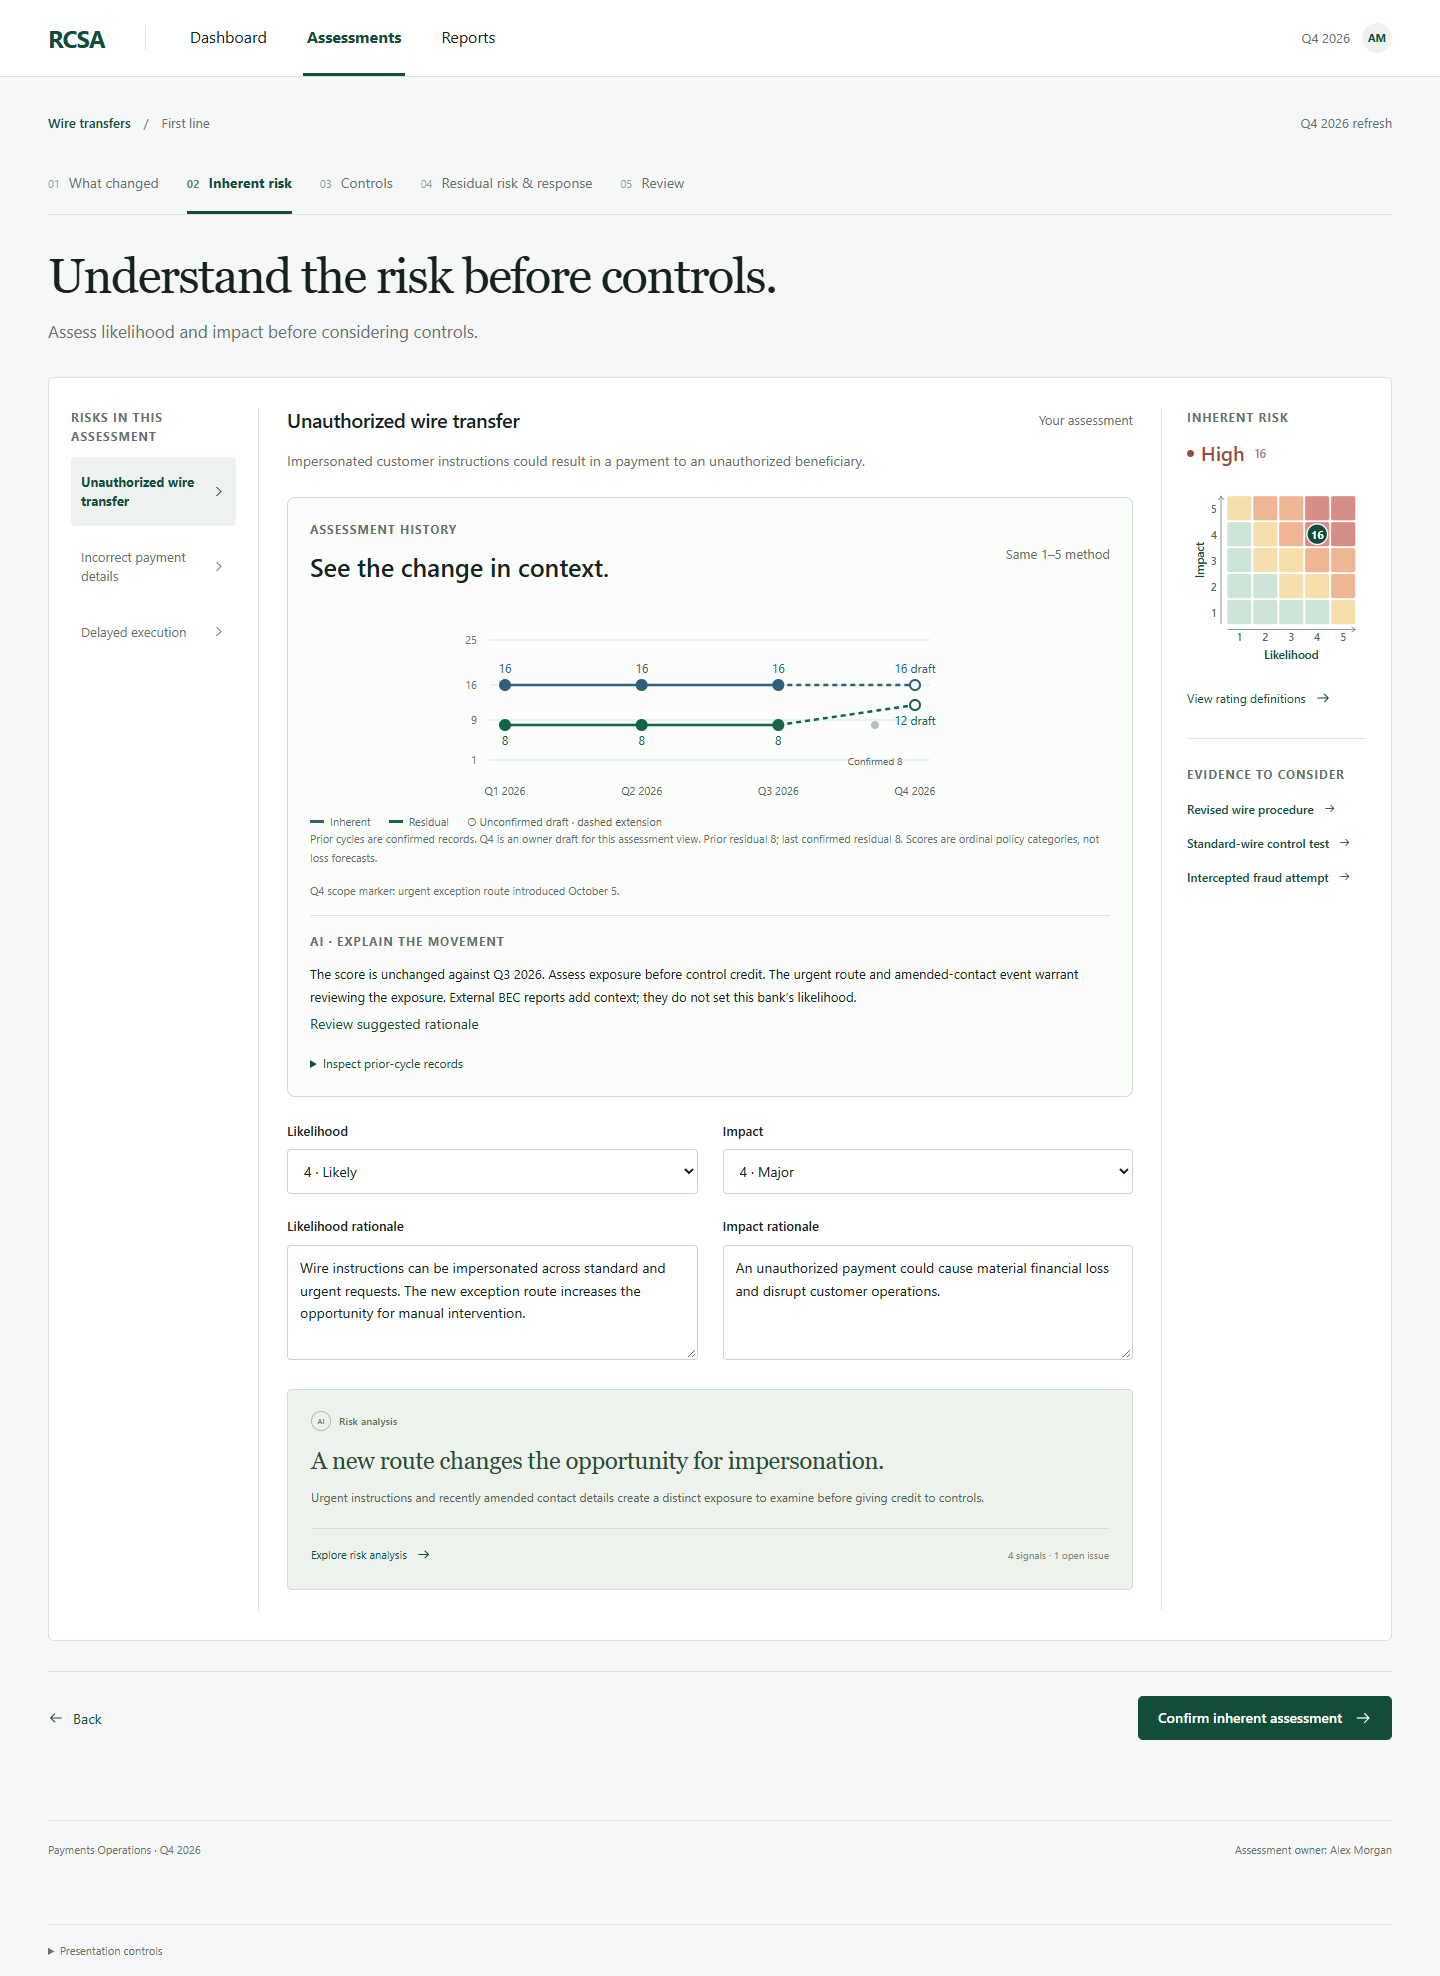 RCSA
Dashboard
Assessments
Reports
Q4 2026
AM
Wire transfers / First line
Q4 2026 refresh
01 What changed
02 Inherent risk
03 Controls
04 Residual risk & response
05 Review
Understand the risk before controls.
Assess likelihood and impact before considering controls.
RISKS IN THIS
ASSESSMENT
Unauthorized wire
transfer
Incorrect payment
details
Delayed execution
Unauthorized wire transfer
Your assessment
Impersonated customer instructions could result in a payment to an unauthorized beneficiary.
ASSESSMENT HISTORY
See the change in context.
Same 1–5 method
25
16
9
1
16
16
16
16 draft
8
8
8
12 draft
Confirmed 8
Q1 2026
Q2 2026
Q3 2026
Q4 2026
Inherent
Residual
Unconfirmed draft · dashed extension
Prior cycles are confirmed records. Q4 is an owner draft for this assessment view. Prior residual 8; last confirmed residual 8. Scores are ordinal policy categories, not
loss forecasts.
Q4 scope marker: urgent exception route introduced October 5.
AI · EXPLAIN THE MOVEMENT
The score is unchanged against Q3 2026. Assess exposure before control credit. The urgent route and amended-contact event warrant
reviewing the exposure. External BEC reports add context; they do not set this bank’s likelihood.
Review suggested rationale
Inspect prior-cycle records
Likelihood
4 · Likely
Impact
4 · Major
Likelihood rationale
Wire instructions can be impersonated across standard and
urgent requests. The new exception route increases the
opportunity for manual intervention.
Impact rationale
An unauthorized payment could cause material financial loss
and disrupt customer operations.
AI
Risk analysis
A new route changes the opportunity for impersonation.
Urgent instructions and recently amended contact details create a distinct exposure to examine before giving credit to controls.
Explore risk analysis →
4 signals · 1 open issue
INHERENT RISK
High 16
Impact
5
4
3
2
1
16
1 2 3 4 5
Likelihood
View rating definitions →
EVIDENCE TO CONSIDER
Revised wire procedure →
Standard-wire control test →
Intercepted fraud attempt →
← Back
Confirm inherent assessment →
Payments Operations · Q4 2026
Assessment owner: Alex Morgan
Presentation controls